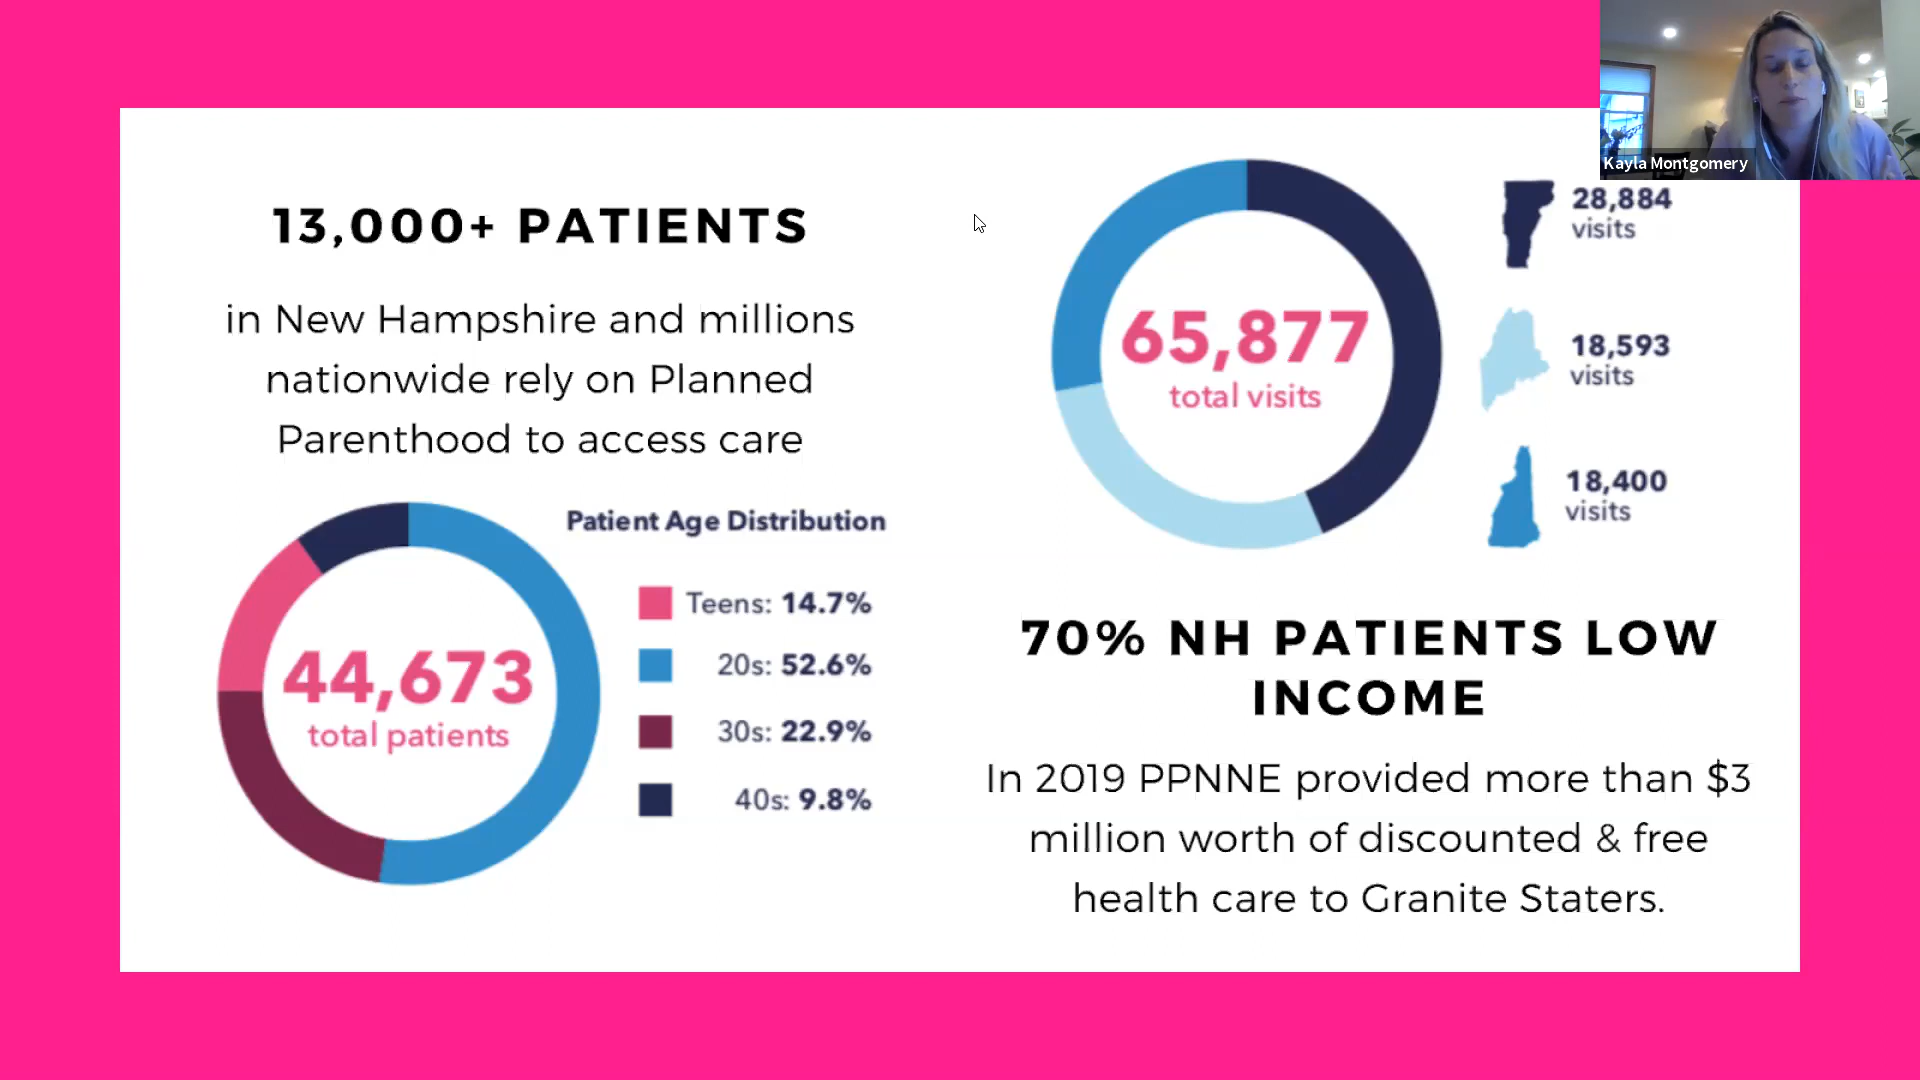 13,000+ PATIENTS
in New Hampshire and millions
nationwide rely on Planned
Parenthood to access care
Patient Age Distribution
44,673
total patients
Teens: 14.7%
20s: 52.6%
30s: 22.9%
40s: 9.8%
65,877
total visits
28,884
visits
18,593
visits
18,400
visits
70% NH PATIENTS LOW
INCOME
In 2019 PPNNE provided more than $3
million worth of discounted & free
health care to Granite Staters.
Kayla Montgomery